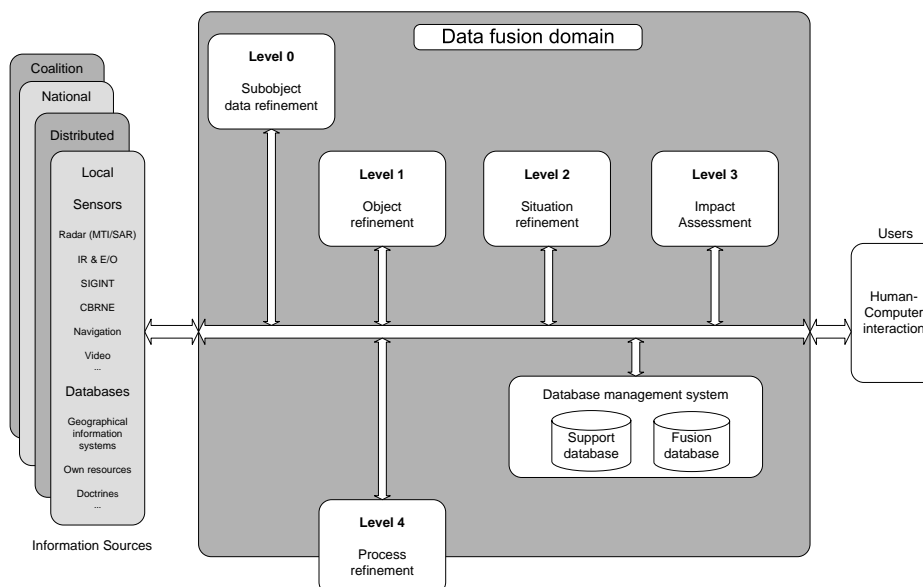 Data fusion domain
Coalition
National
Distributed
Local
Sensors
Radar (MTI/SAR)
IR & E/O
SIGINT
CBRNE
Navigation
Video
...
Databases
Geographical
information
systems
Own resources
Doctrines
...
Information Sources
Level 0
Subobject
data refinement
Level 1
Object
refinement
Level 2
Situation
refinement
Level 3
Impact
Assessment
Users
Human-
Computer
interaction
Database management system
Support
database
Fusion
database
Level 4
Process
refinement